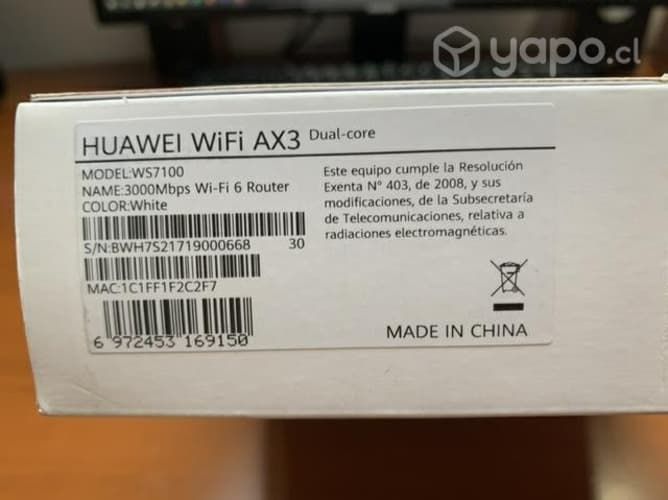 yapo.cl
HUAWEI WiFi AX3 Dual-core
MODEL:WS7100
NAME:3000Mbps Wi-Fi 6 Router
COLOR:White
S/N:BWH7S21719000668 30
MAC:1C1FF1F2C2F7
6 972453 169150
Este equipo cumple la Resolución
Exenta N° 403, de 2008, y sus
modificaciones, de la Subsecretaría
de Telecomunicaciones, relativa a
radiaciones electromagnéticas.
MADE IN CHINA